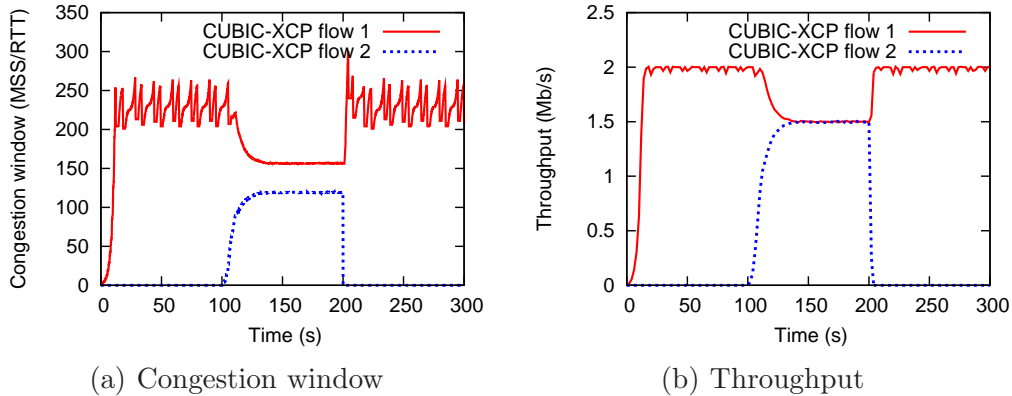 Congestion window (MSS/RTT)
350
300
250
200
150
100
50
0
0 50 100 150 200 250 300
Time (s)
CUBIC-XCP flow 1
CUBIC-XCP flow 2
(a) Congestion window
Throughput (Mb/s)
2.5
2
1.5
1
0.5
0
0 50 100 150 200 250 300
Time (s)
CUBIC-XCP flow 1
CUBIC-XCP flow 2
(b) Throughput